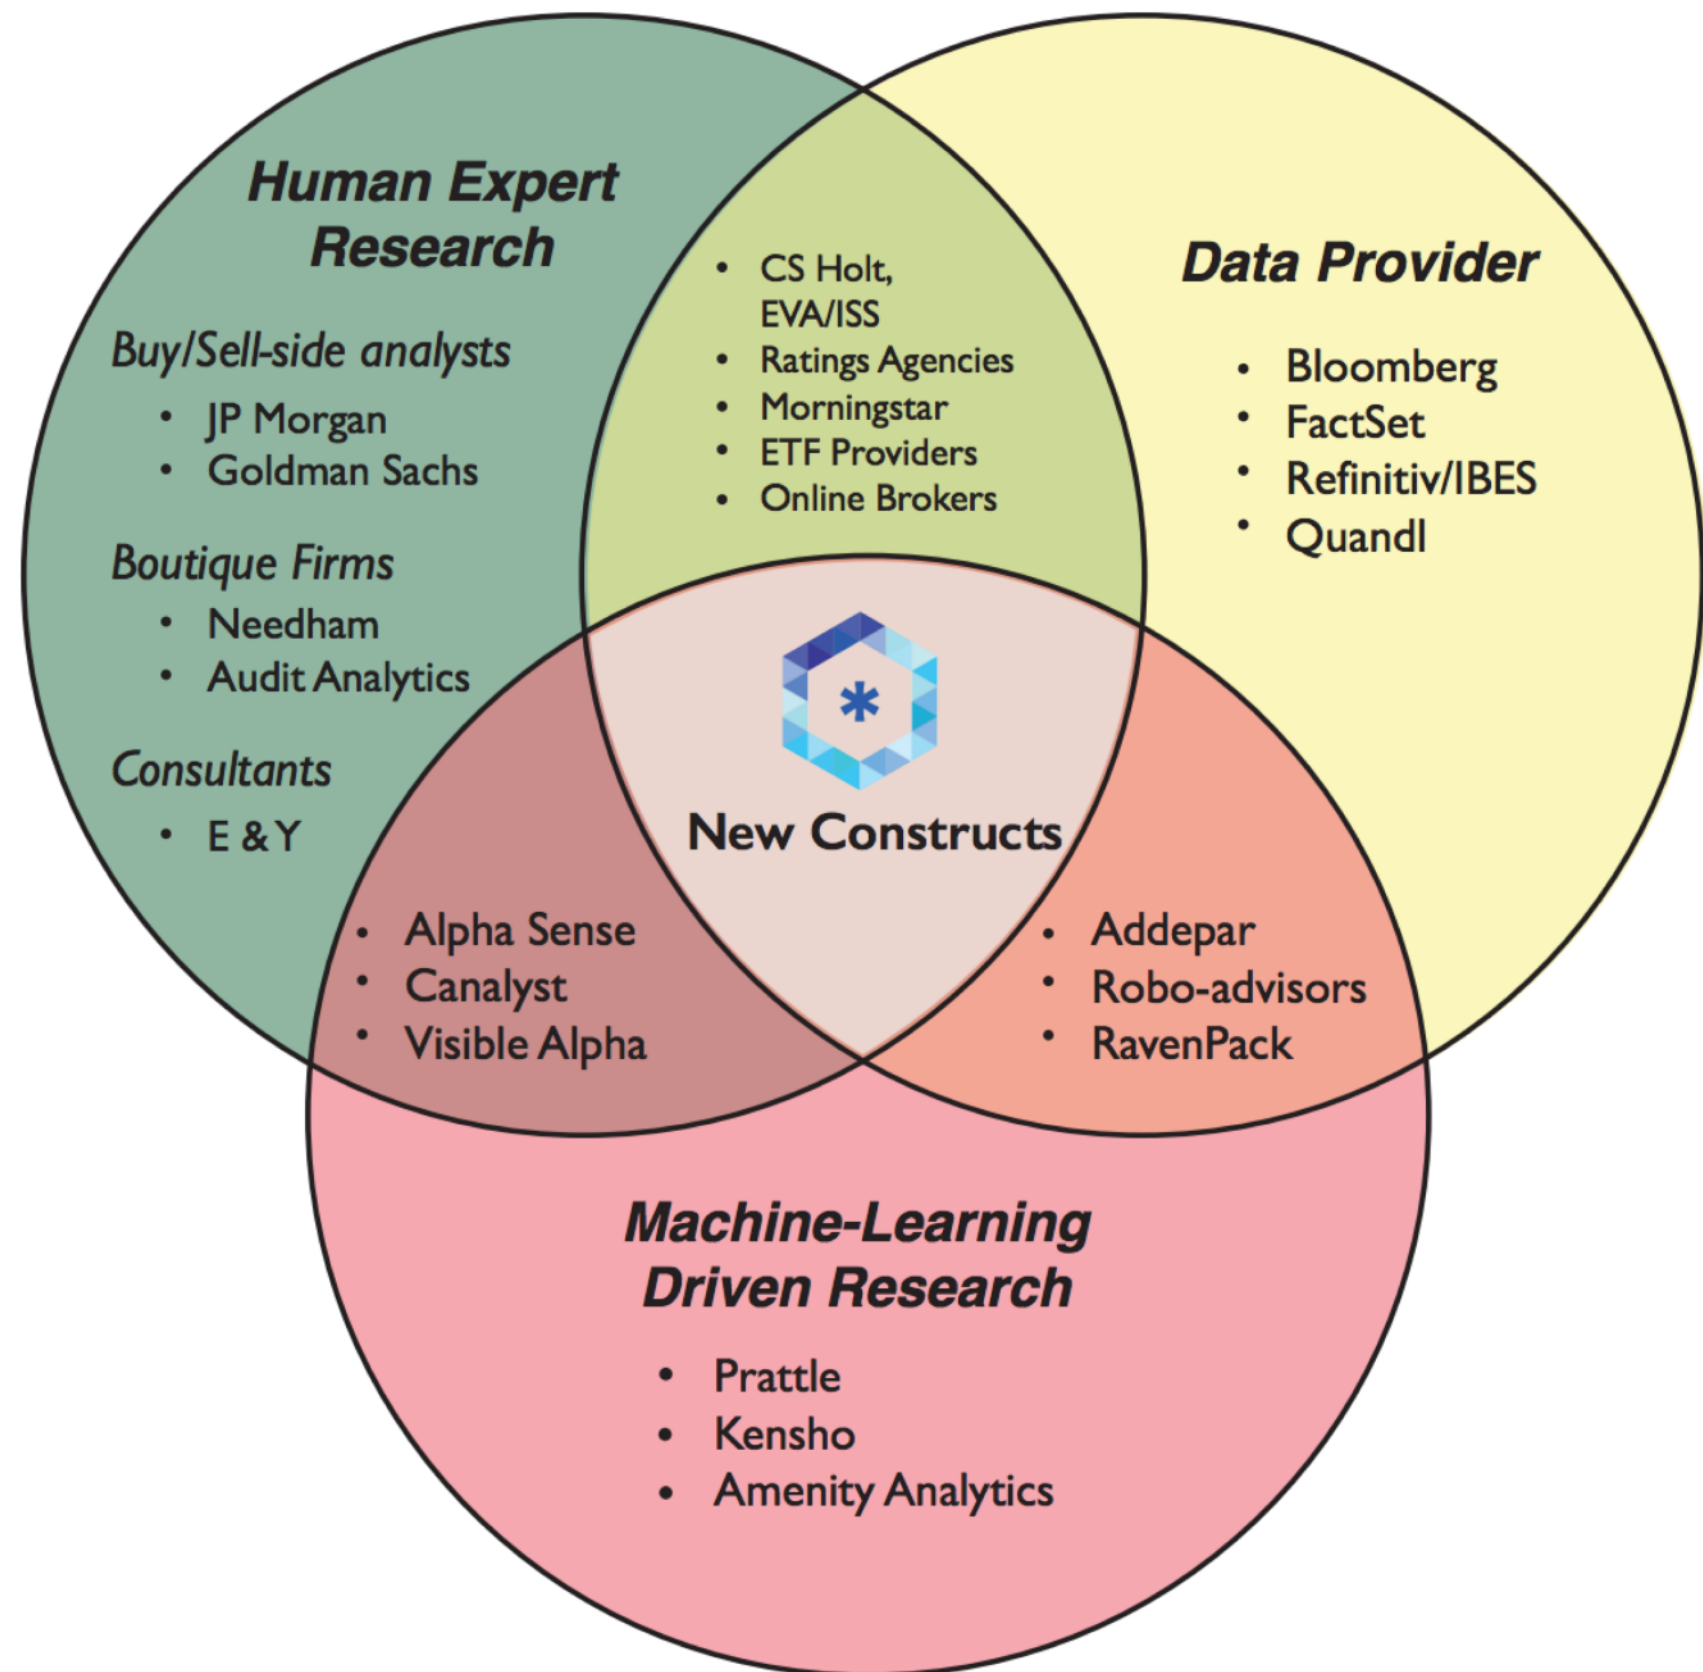 Human Expert
Research
Buy/Sell-side analysts
• JP Morgan
• Goldman Sachs
Boutique Firms
• Needham
• Audit Analytics
Consultants
• E & Y
• CS Holt,
EVA/ISS
• Ratings Agencies
• Morningstar
• ETF Providers
• Online Brokers
Data Provider
• Bloomberg
• FactSet
• Refinitiv/IBES
• Quandl
*
New Constructs
• Alpha Sense
• Canalyst
• Visible Alpha
• Addepar
• Robo-advisors
• RavenPack
Machine-Learning
Driven Research
• Prattle
• Kensho
• Amenity Analytics